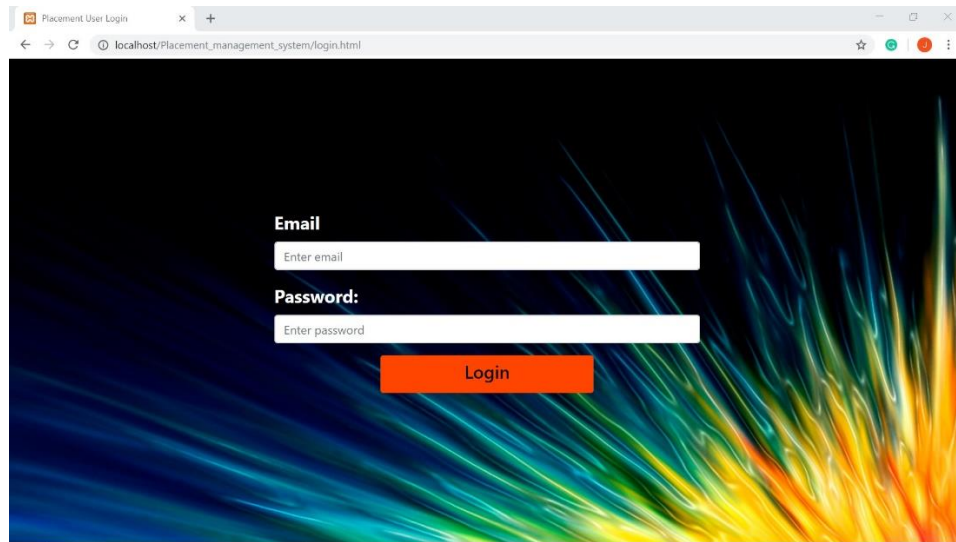 Placement User Login
localhost/Placement_management_system/login.html
J
Email
Enter email
Password:
Enter password
Login